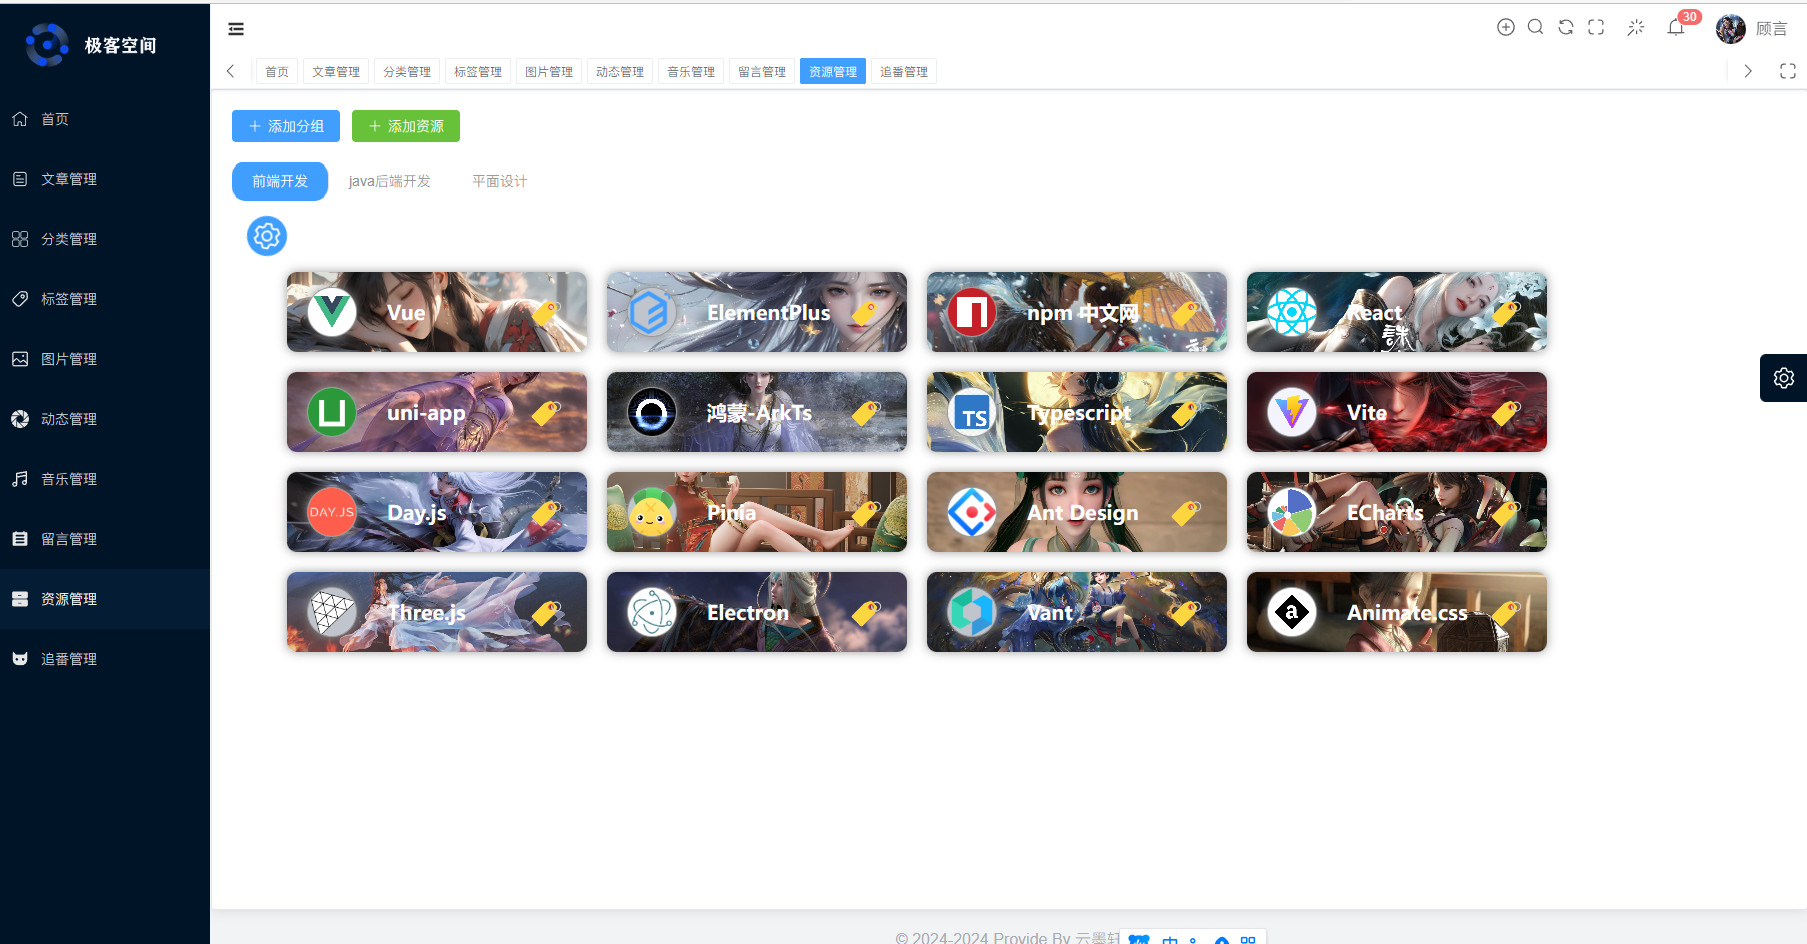 极客空间
首页
文章管理
分类管理
标签管理
图片管理
动态管理
音乐管理
留言管理
资源管理
追番管理
30
顾言
首页 文章管理 分类管理 标签管理 图片管理 动态管理 音乐管理 留言管理 资源管理 追番管理
添加分组 添加资源
前端开发 java后端开发 平面设计
Vue ElementPlus npm 中文网 React
誅
uni-app 鸿蒙-ArkTs TS Typescript Vite
DAY.JS Day.js Pinia Ant Design ECharts
Three.js Electron Vant a Animate.css
© 2024-2024 Provide By 云墨轩
中